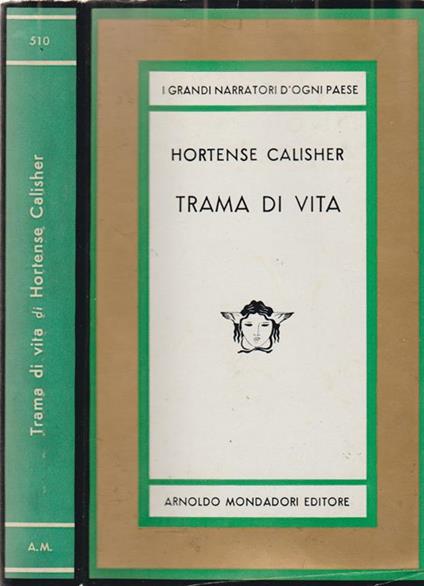 510
Trama di vita di Hortense Calisher
A.M.
I GRANDI NARRATORI D'OGNI PAESE
HORTENSE CALISHER
TRAMA DI VITA
ARNOLDO MONDADORI EDITORE